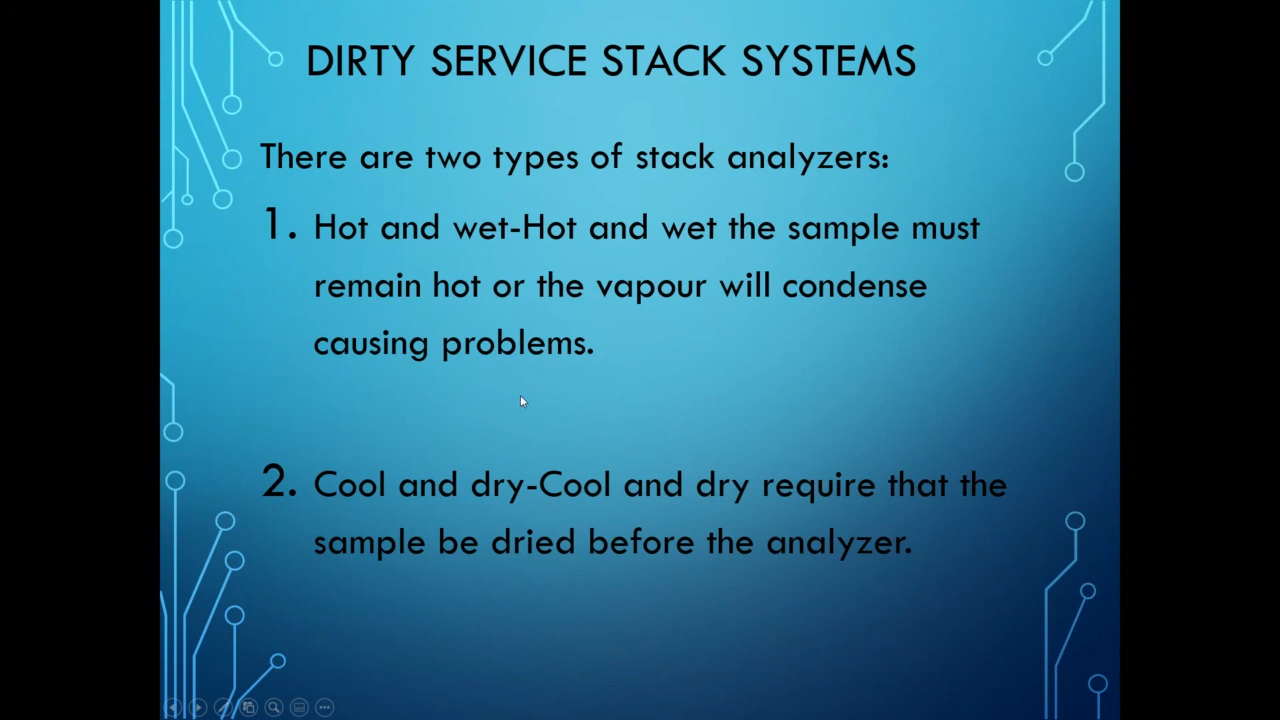 DIRTY SERVICE STACK SYSTEMS
There are two types of stack analyzers:
1. Hot and wet-Hot and wet the sample must
remain hot or the vapour will condense
causing problems.
2. Cool and dry-Cool and dry require that the
sample be dried before the analyzer.